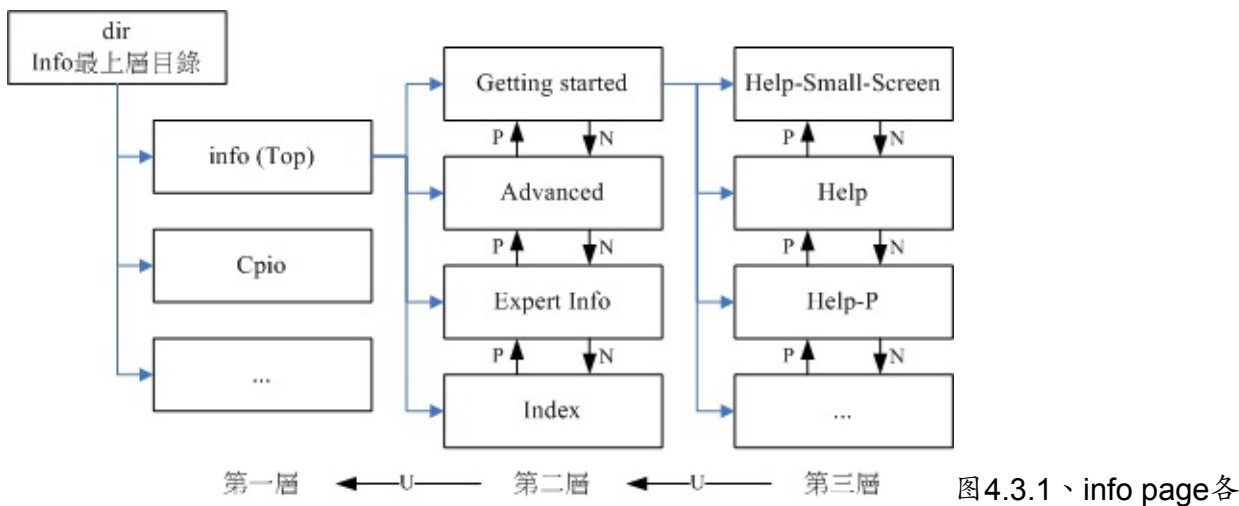 dir
Info最上層目錄
Getting started
Help-Small-Screen
P
N
P
N
info (Top)
Advanced
Help
P
N
P
N
Cpio
Expert Info
Help-P
P
N
P
N
...
Index
...
第一層
U
第二層
U
第三層
图4.3.1、info page各